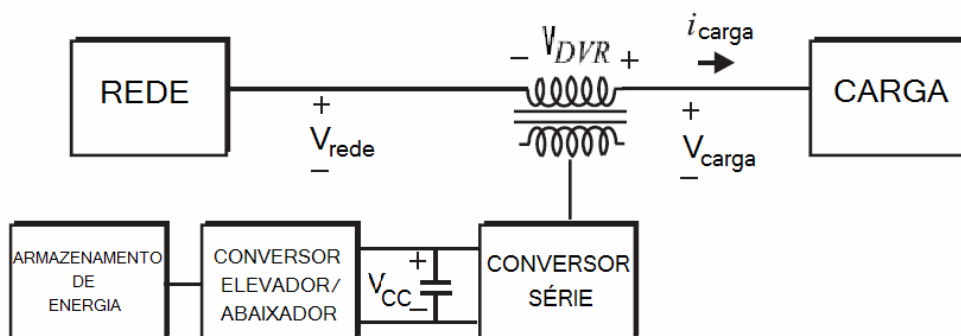 REDE
V_rede
− V_DVR +
i_carga
V_carga
CARGA
ARMAZENAMENTO
DE
ENERGIA
CONVERSOR
ELEVADOR/
ABAIXADOR
V_CC
CONVERSOR
SÉRIE